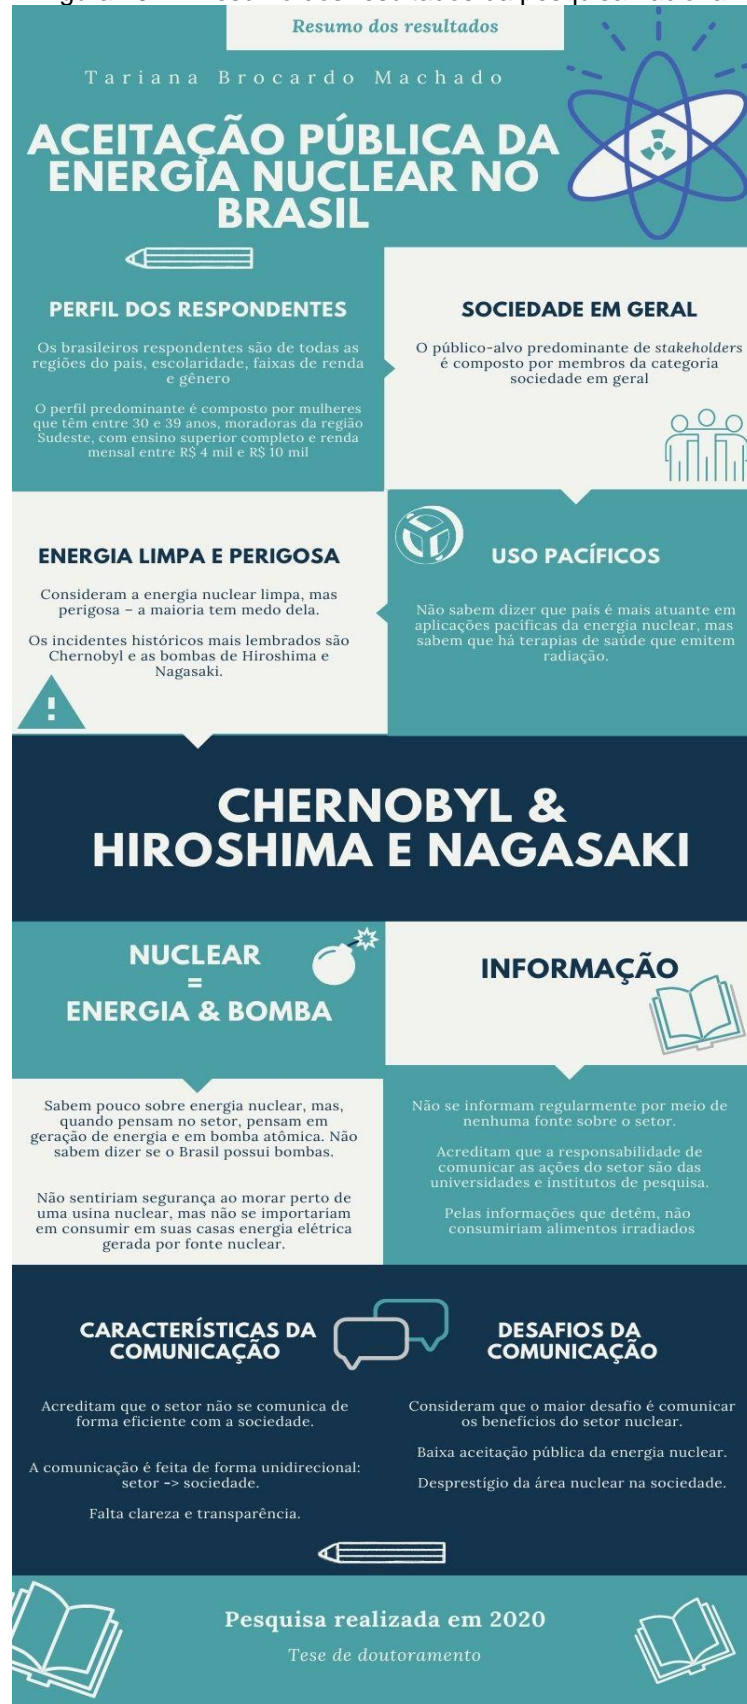 Resumo dos resultados
Tariana Brocardo Machado
ACEITAÇÃO PÚBLICA DA
ENERGIA NUCLEAR NO
BRASIL
PERFIL DOS RESPONDENTES
Os brasileiros respondentes são de todas as
regiões do país, escolaridade, faixas de renda
e gênero
O perfil predominante é composto por mulheres
que têm entre 30 e 39 anos, moradoras da região
Sudeste, com ensino superior completo e renda
mensal entre R$ 4 mil e R$ 10 mil
SOCIEDADE EM GERAL
O público-alvo predominante de stakeholders
é composto por membros da categoria
sociedade em geral
ENERGIA LIMPA E PERIGOSA
Consideram a energia nuclear limpa, mas
perigosa – a maioria tem medo dela.
Os incidentes históricos mais lembrados são
Chernobyl e as bombas de Hiroshima e
Nagasaki.
USO PACÍFICOS
Não sabem dizer que país é mais atuante em
aplicações pacíficas da energia nuclear, mas
sabem que há terapias de saúde que emitem
radiação.
CHERNOBYL &
HIROSHIMA E NAGASAKI
NUCLEAR
=
ENERGIA & BOMBA
Sabem pouco sobre energia nuclear, mas,
quando pensam no setor, pensam em
geração de energia e em bomba atômica. Não
sabem dizer se o Brasil possui bombas.
Não sentiriam segurança ao morar perto de
uma usina nuclear, mas não se importariam
em consumir em suas casas energia elétrica
gerada por fonte nuclear.
INFORMAÇÃO
Não se informam regularmente por meio de
nenhuma fonte sobre o setor.
Acreditam que a responsabilidade de
comunicar as ações do setor são das
universidades e institutos de pesquisa.
Pelas informações que detêm, não
consumiriam alimentos irradiados
CARACTERÍSTICAS DA
COMUNICAÇÃO
Acreditam que o setor não se comunica de
forma eficiente com a sociedade.
A comunicação é feita de forma unidirecional:
setor -> sociedade.
Falta clareza e transparência.
DESAFIOS DA
COMUNICAÇÃO
Consideram que o maior desafio é comunicar
os benefícios do setor nuclear.
Baixa aceitação pública da energia nuclear.
Desprestígio da área nuclear na sociedade.
Pesquisa realizada em 2020
Tese de doutoramento